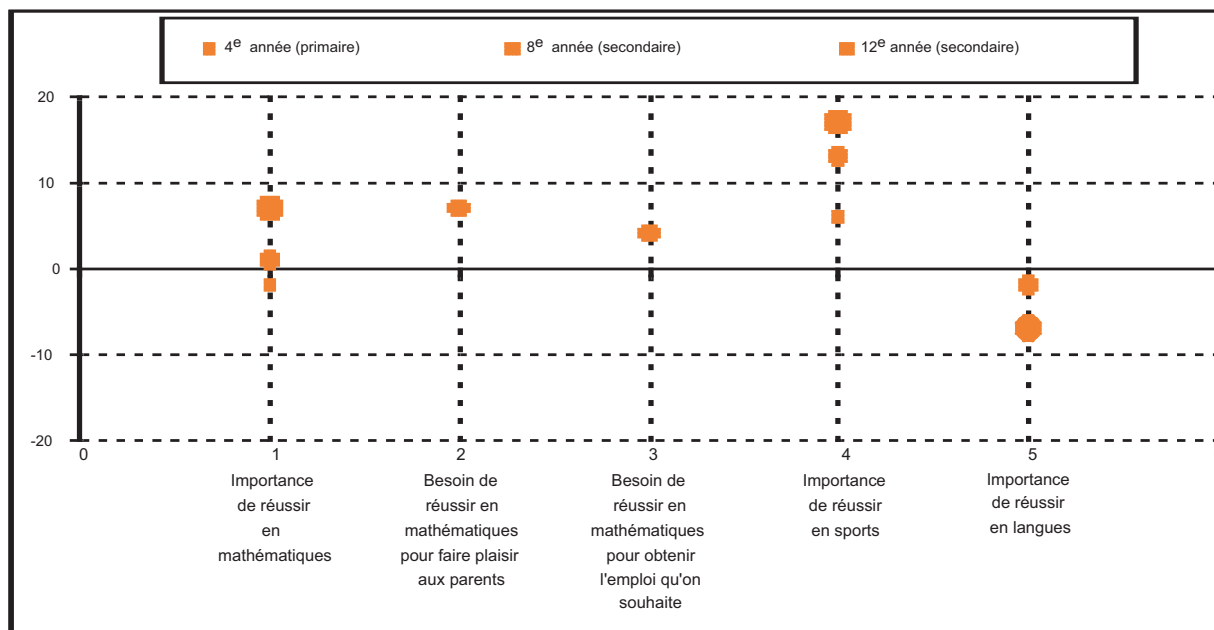 4e année (primaire) 8e année (secondaire) 12e année (secondaire)
20
10
0
-10
-20
0 1 2 3 4 5
Importance
de réussir
en
mathématiques
Besoin de
réussir en
mathématiques
pour faire plaisir
aux parents
Besoin de
réussir en
mathématiques
pour obtenir
l'emploi qu'on
souhaite
Importance
de réussir
en sports
Importance
de réussir
en langues